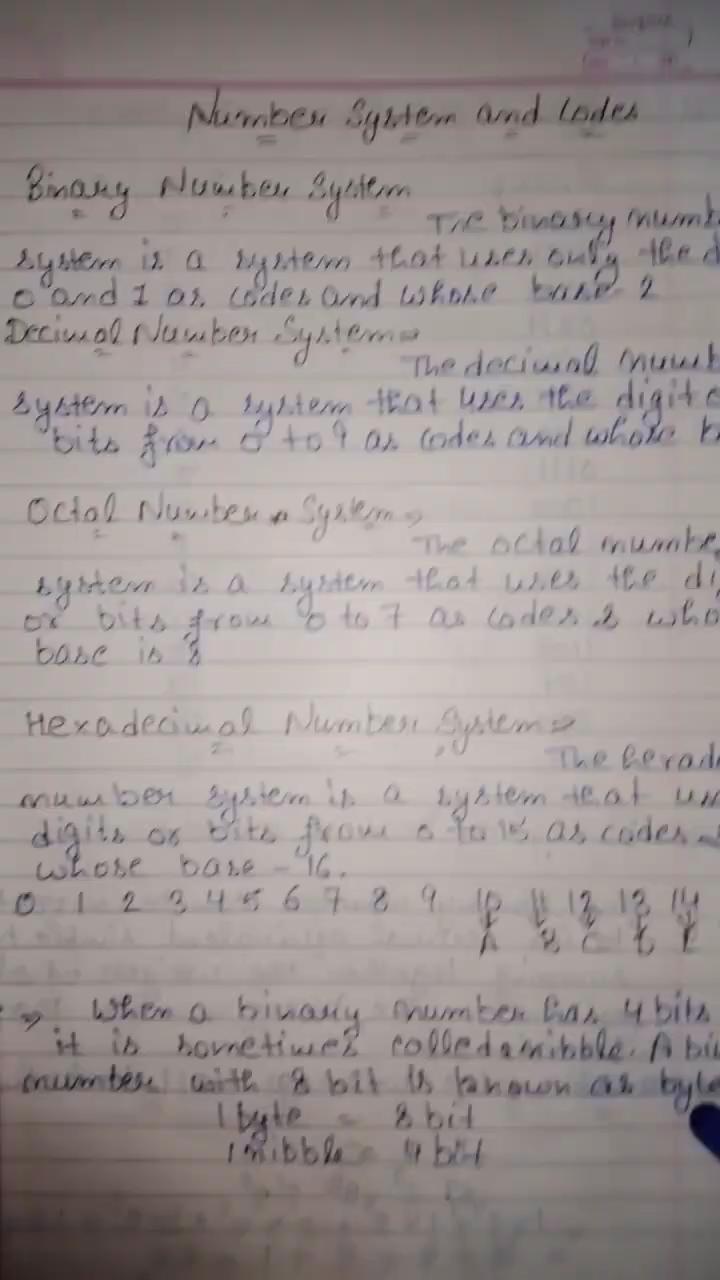 Number System and Codes
Binary Number System
The binary numb
system is a system that uses only the d
0 and 1 as codes and whose base-2
Decimal Number System⇒
The decimal numb
system is a system that uses the digit
bits from 0 to 9 as codes and whose b
Octal Number System⇒
The octal numbe
system is a system that uses the di
or bits from 0 to 7 as codes & who
base is 8
Hexadecimal Number System⇒
The hexad
number system is a system that us
digits or bits from 0 to 15 as codes
whose base - 16.
0 1 2 3 4 5 6 7 8 9 10 11 12 13 14
A B C D E
⇒ When a binary number has 4 bits
it is sometimes called a nibble. A bi
number with 8 bit is known as byte
1 byte = 8 bit
1 nibble = 4 bit